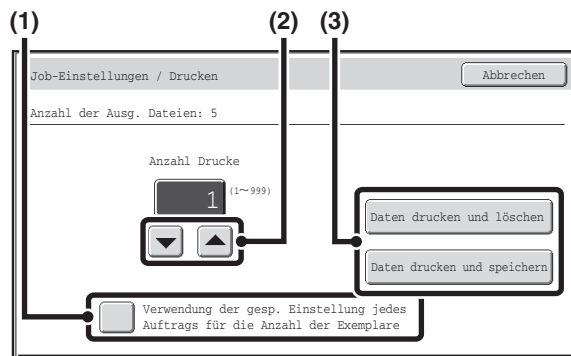 (1) (2) (3)
Job-Einstellungen / Drucken Abbrechen
Anzahl der Ausg. Dateien: 5
Anzahl Drucke
1 (1~999)
Daten drucken und löschen
Daten drucken und speichern
Verwendung der gesp. Einstellung jedes
Auftrags für die Anzahl der Exemplare